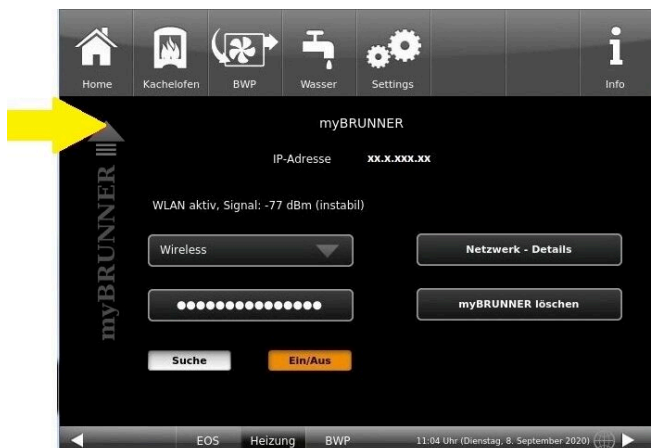 Home Kachelofen BWP Wasser Settings Info
myBRUNNER
myBRUNNER
IP-Adresse xx.x.xxx.xx
WLAN aktiv, Signal: -77 dBm (instabil)
Wireless Netzwerk - Details
●●●●●●●●●●●●●●● myBRUNNER löschen
Suche Ein/Aus
EOS Heizung BWP 11:04 Uhr (Dienstag, 8. September 2020)